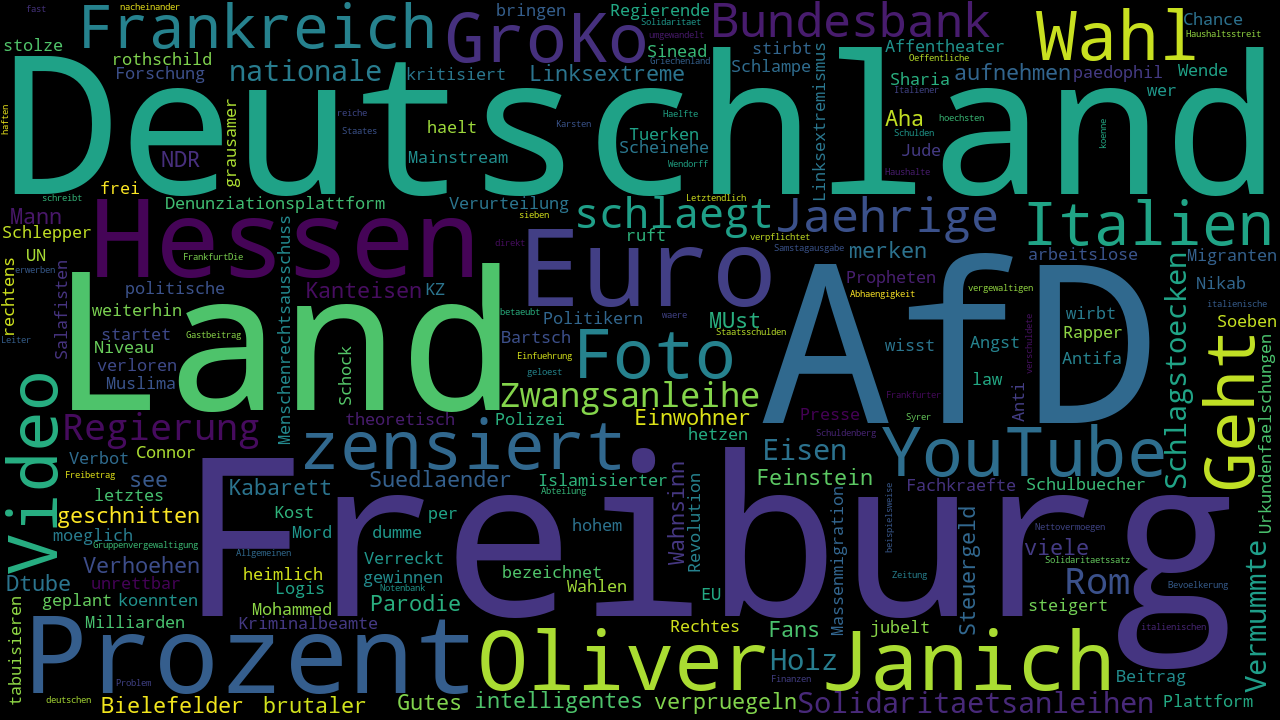 fast
nacheinander
bringen
Regierende
Solidaritaet
umgewandelt
Bundesbank
Wahl
Chance
Haushaltsstreit
stolze
Frankreich
GroKo
Sinead
stirbt
Affentheater
Oeffentliche
rothschild
Forschung
nationale
kritisiert
Linksextreme
Griechenland
Schlampe
Sharia
aufnehmen
paedophil
Wende
Italiener
wer
Deutschland
haften
grausamer
reiche
Staates
haelt
Karsten
Haelfte
Tuerken
Scheinehe
Linksextremismus
Aha
hoechsten
Schulden
koenne
NDR
Mainstream
Wendorff
Jude
Haushalte
frei
schreibt
Denunziationsplattform
Verurteilung
Letztendlich
sieben
Mann
Schlepper
Hessen
schlaegt
Jaehrige
Italien
UN
rechtens
erwerben
FrankfurtDie
Menschenrechtsausschuss
direkt
Euro
ruft
verpflichtet
Samstagausgabe
merken
arbeitslose
Migranten
Salafisten
politische
Kanteisen
KZ
Propheten
Abhaengigkeit
vergewaltigen
Nikab
Land
AfD
weiterhin
startet
Gastbeitrag
betaeubt
Politikern
waere
MUst
Staatsschulden
wirbt
italienische
Soeben
Leiter
Niveau
verloren
Muslima
Schock
Bartsch
Einfuehrung
geloest
Foto
wisst
Angst
Rapper
Antifa
verschuldete
Schlagstoecken
Geht
Urkundenfaelschungen
Video
Zwangsanleihe
law
Anti
Frankfurter
Regierung
theoretisch
Polizei
Einwohner
Presse
Syrer
zensiert
hetzen
Schuldenberg
Verbot
Connor
Eisen
YouTube
Freibetrag
see
letztes
Kabarett
Suedlaender
Islamisierter
Abteilung
Feinstein
Fachkraefte
Schulbuecher
geschnitten
moeglich
Kost
Mord
dumme
per
hohem
Wahnsinn
Revolution
Massenmigration
beispielsweise
Steuergeld
Nettovermoegen
viele
Gruppenvergewaltigung
Allgemeinen
Freiburg
Verhoehen
Verreckt
Solidaritaetssatz
Dtube
unrettbar
heimlich
Logis
gewinnen
Notenbank
bezeichnet
Wahlen
EU
Zeitung
Rom
Bevoelkerung
Vermummte
tabuisieren
geplant
koennten
Mohammed
Parodie
steigert
Milliarden
Kriminalbeamte
Rechtes
Fans
jubelt
italienischen
Prozent
Oliver Janich
Holz
Problem
Finanzen
Beitrag
deutschen
Bielefelder
brutaler
Gutes
intelligentes
verpruegeln
Solidaritaetsanleihen
Plattform